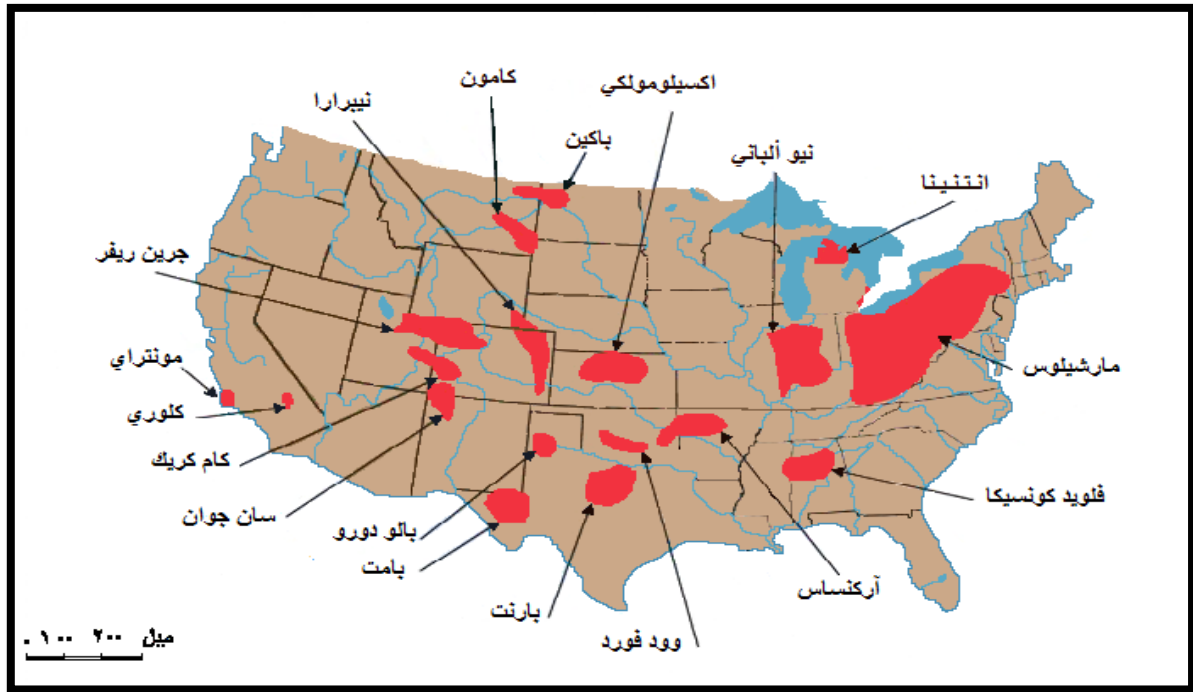 كامون
اكسيلومولكي
نيبرارا
باكين
نيو ألباني
انتنينا
جرين ريفر
مونتراي
مارشيلوس
كلوري
كام كريك
فلويد كونسيكا
سان جوان
بالو دورو
بامت
آركنساس
بارنت
وود فورد
٠ ١٠٠ ٢٠٠ ميل